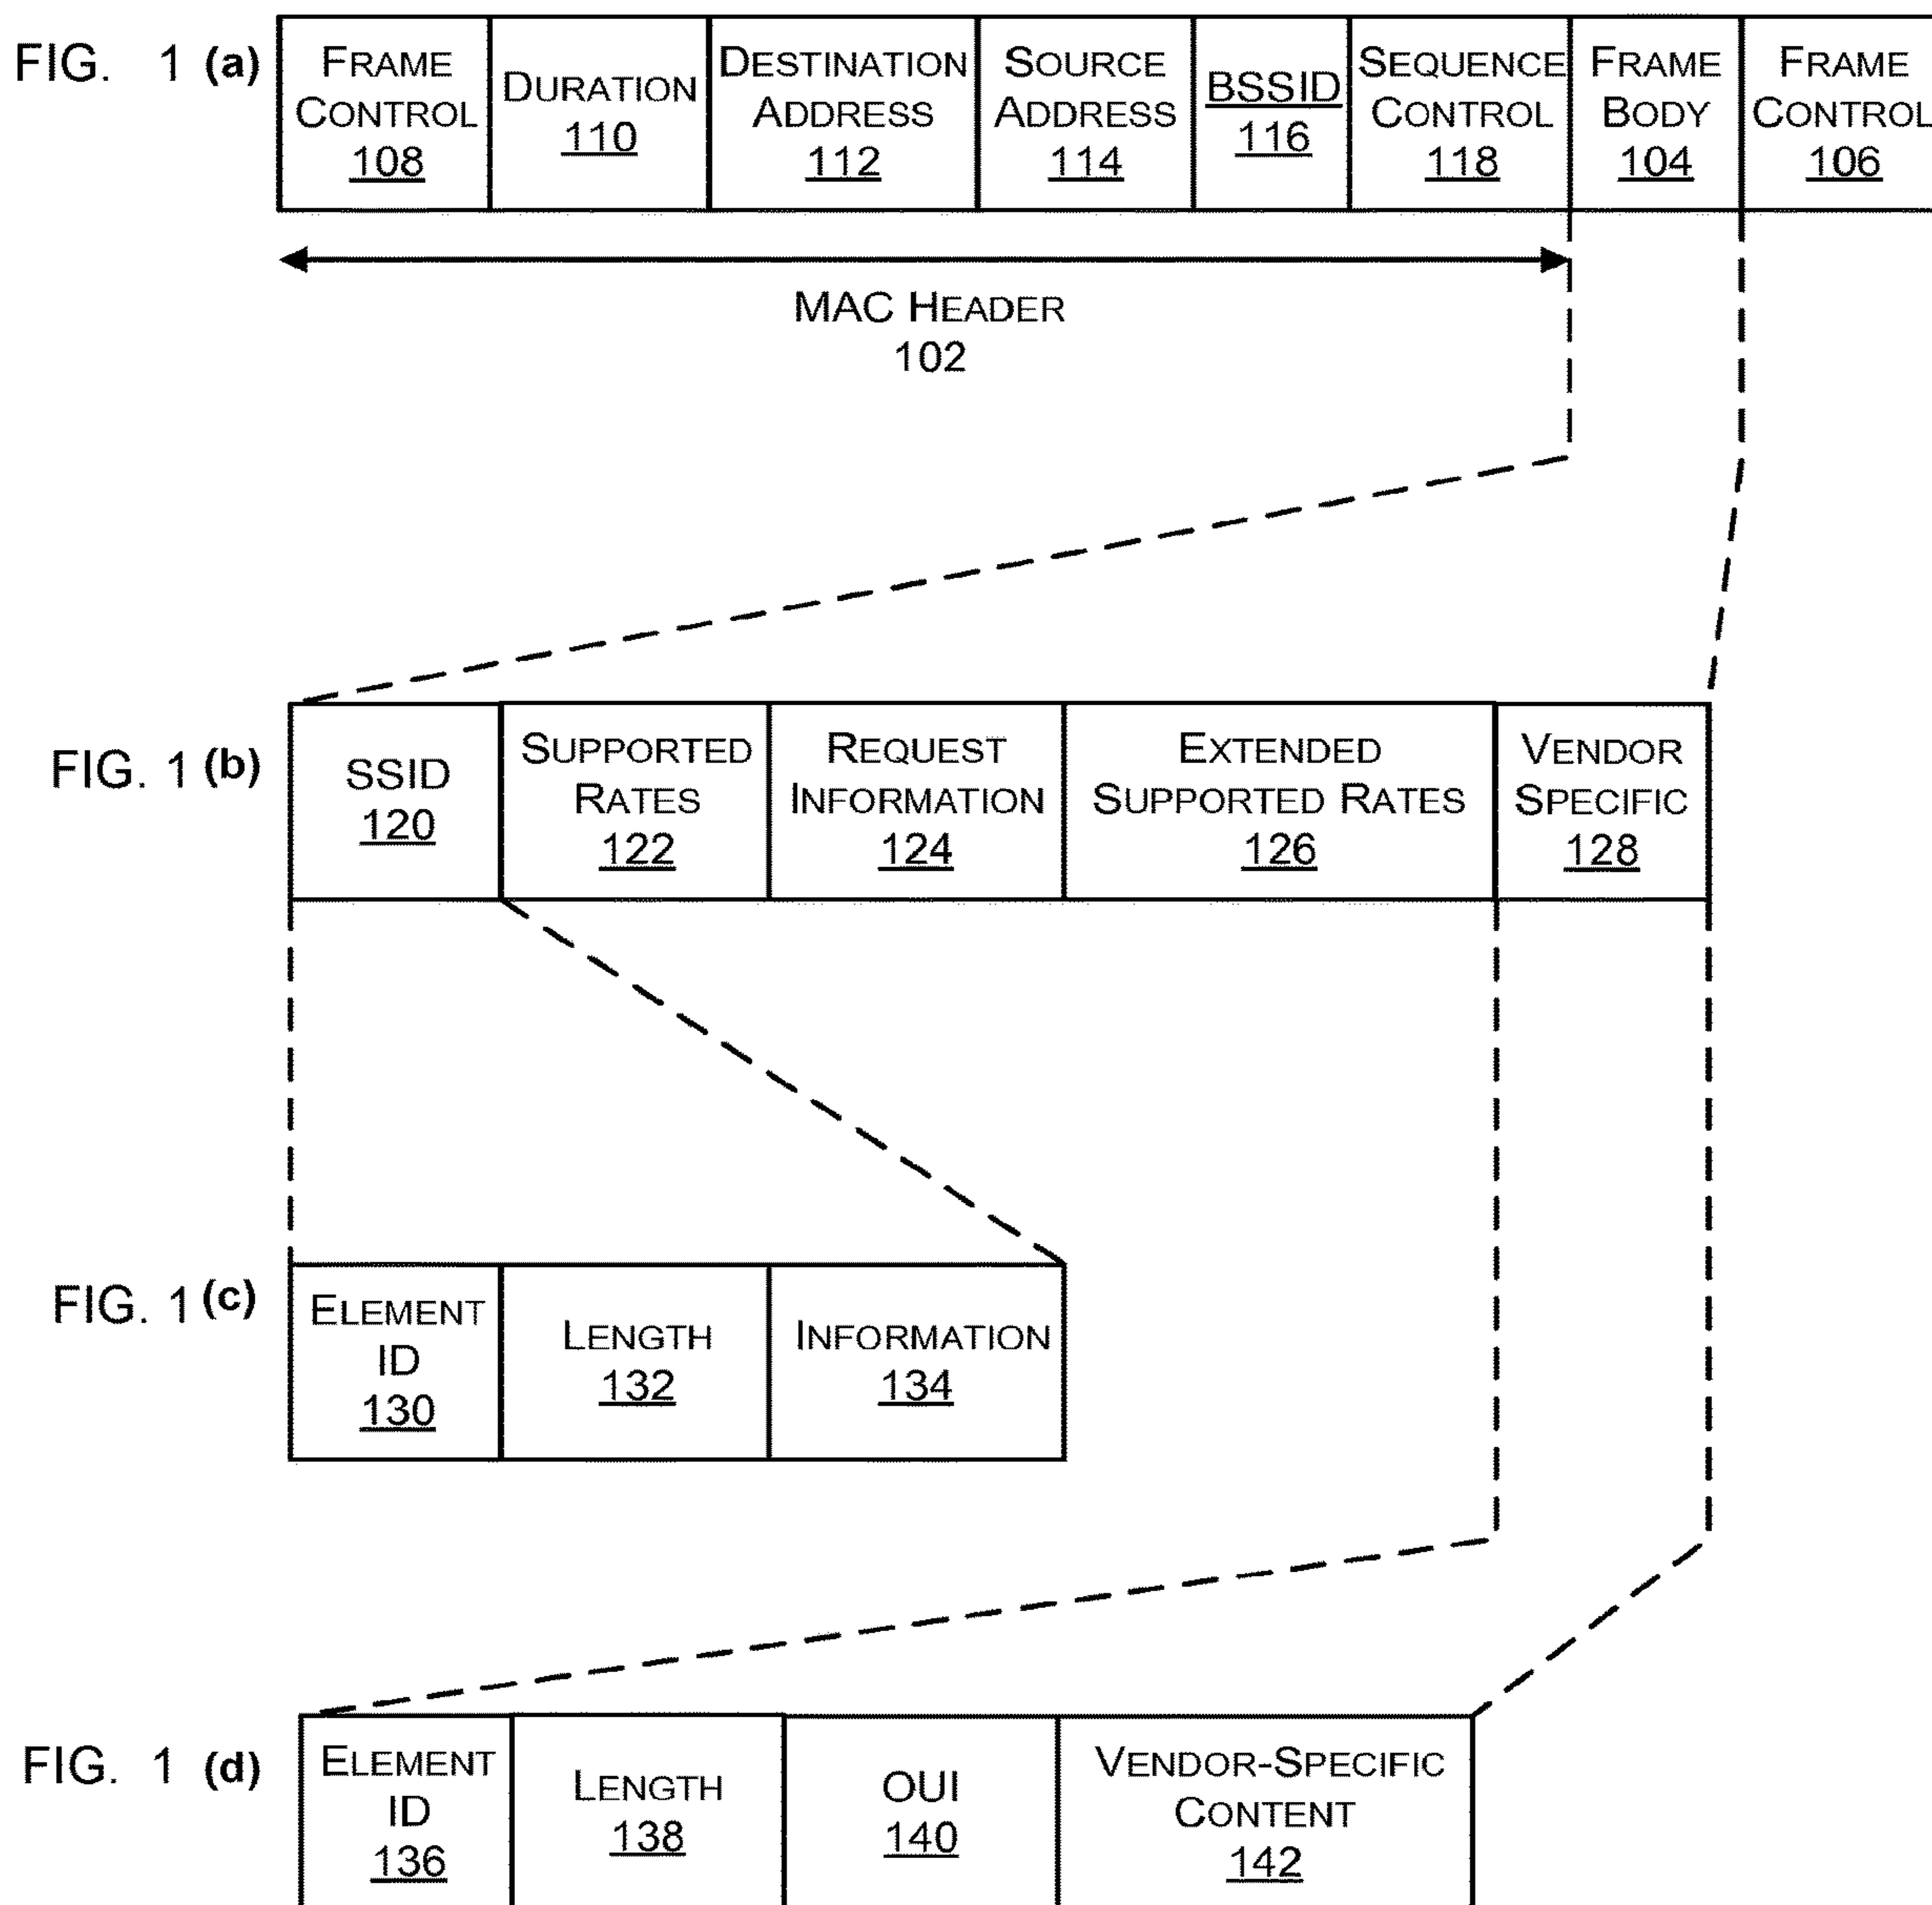 FIG. 1 (a)
FRAME CONTROL 108
DURATION 110
DESTINATION ADDRESS 112
SOURCE ADDRESS 114
BSSID 116
SEQUENCE CONTROL 118
FRAME BODY 104
FRAME CONTROL 106
MAC HEADER
102
FIG. 1 (b)
SSID 120
SUPPORTED RATES 122
REQUEST INFORMATION 124
EXTENDED SUPPORTED RATES 126
VENDOR SPECIFIC 128
FIG. 1 (c)
ELEMENT ID 130
LENGTH 132
INFORMATION 134
FIG. 1 (d)
ELEMENT ID 136
LENGTH 138
OUI 140
VENDOR-SPECIFIC CONTENT 142